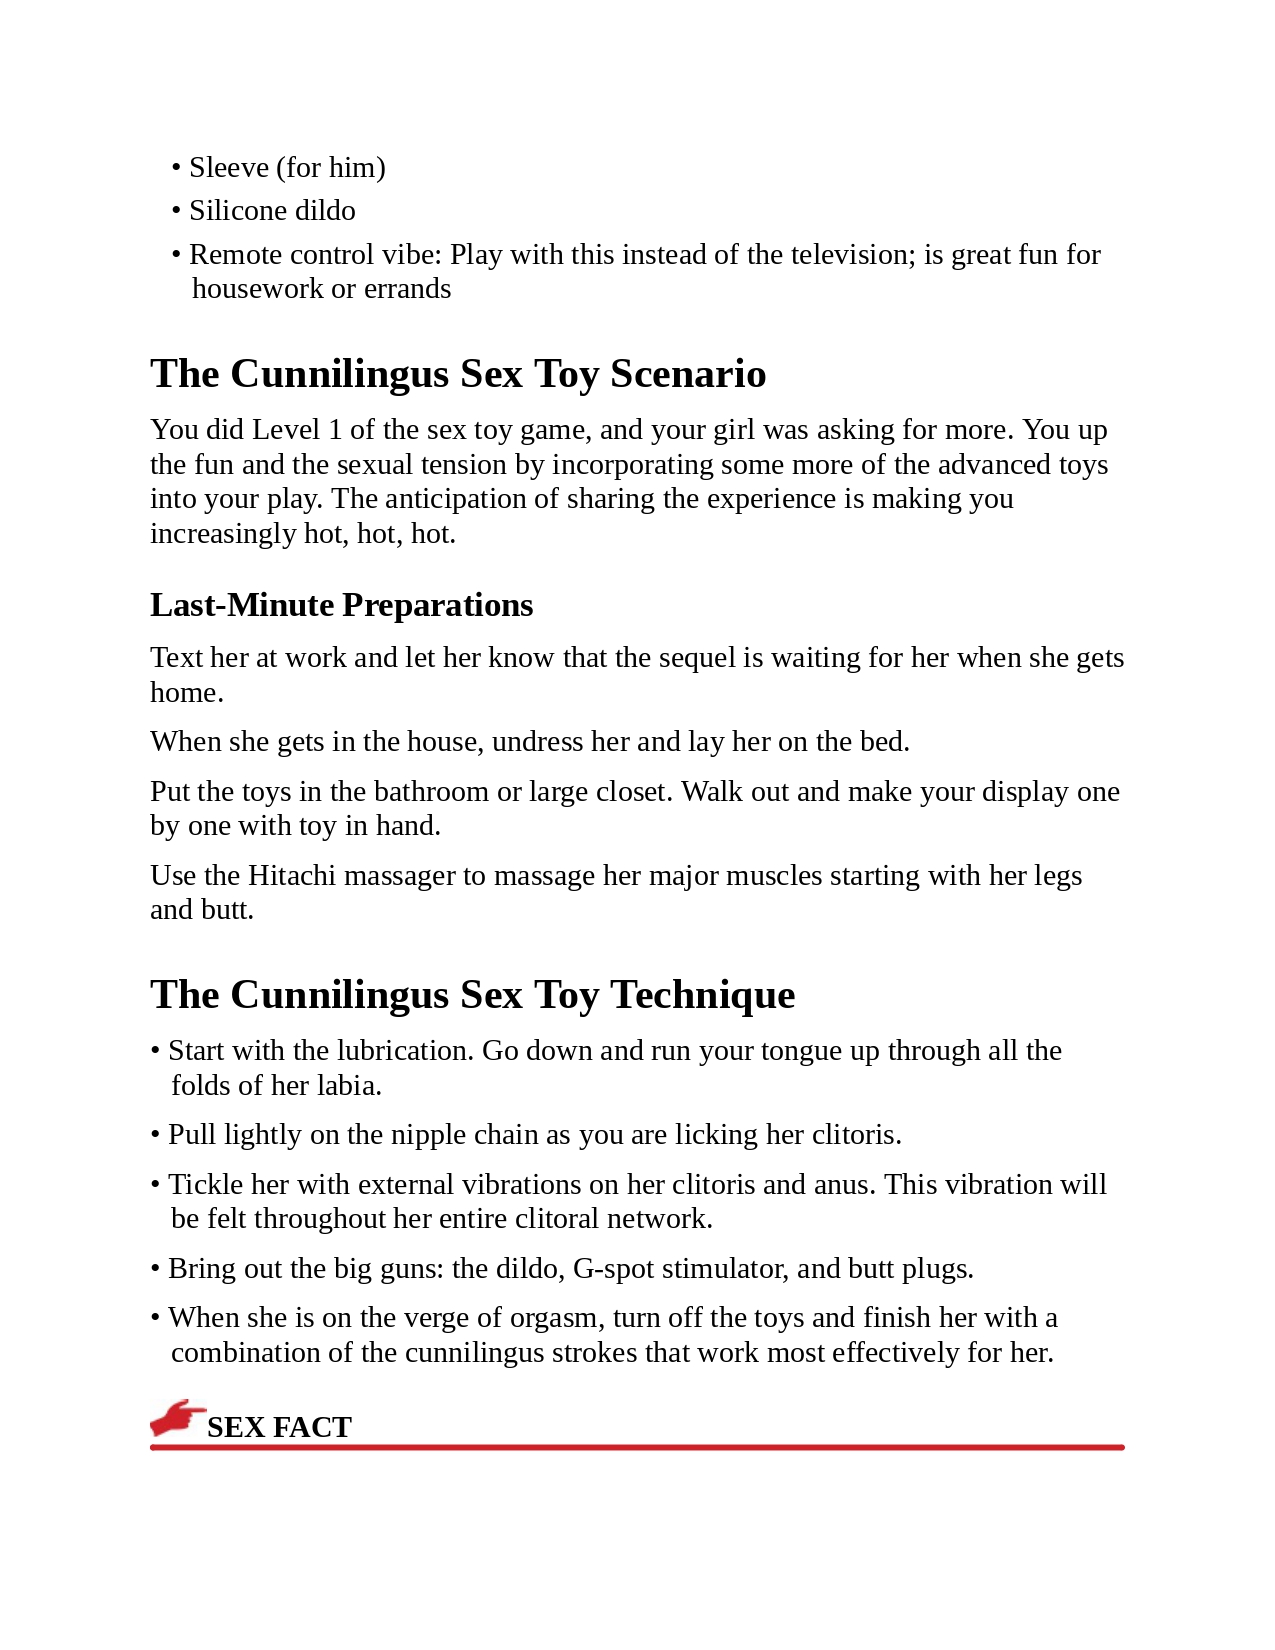 • Sleeve (for him)
• Silicone dildo
• Remote control vibe: Play with this instead of the television; is great fun for
housework or errands
The Cunnilingus Sex Toy Scenario
You did Level 1 of the sex toy game, and your girl was asking for more. You up
the fun and the sexual tension by incorporating some more of the advanced toys
into your play. The anticipation of sharing the experience is making you
increasingly hot, hot, hot.
Last-Minute Preparations
Text her at work and let her know that the sequel is waiting for her when she gets
home.
When she gets in the house, undress her and lay her on the bed.
Put the toys in the bathroom or large closet. Walk out and make your display one
by one with toy in hand.
Use the Hitachi massager to massage her major muscles starting with her legs
and butt.
The Cunnilingus Sex Toy Technique
• Start with the lubrication. Go down and run your tongue up through all the
folds of her labia.
• Pull lightly on the nipple chain as you are licking her clitoris.
• Tickle her with external vibrations on her clitoris and anus. This vibration will
be felt throughout her entire clitoral network.
• Bring out the big guns: the dildo, G-spot stimulator, and butt plugs.
• When she is on the verge of orgasm, turn off the toys and finish her with a
combination of the cunnilingus strokes that work most effectively for her.
SEX FACT